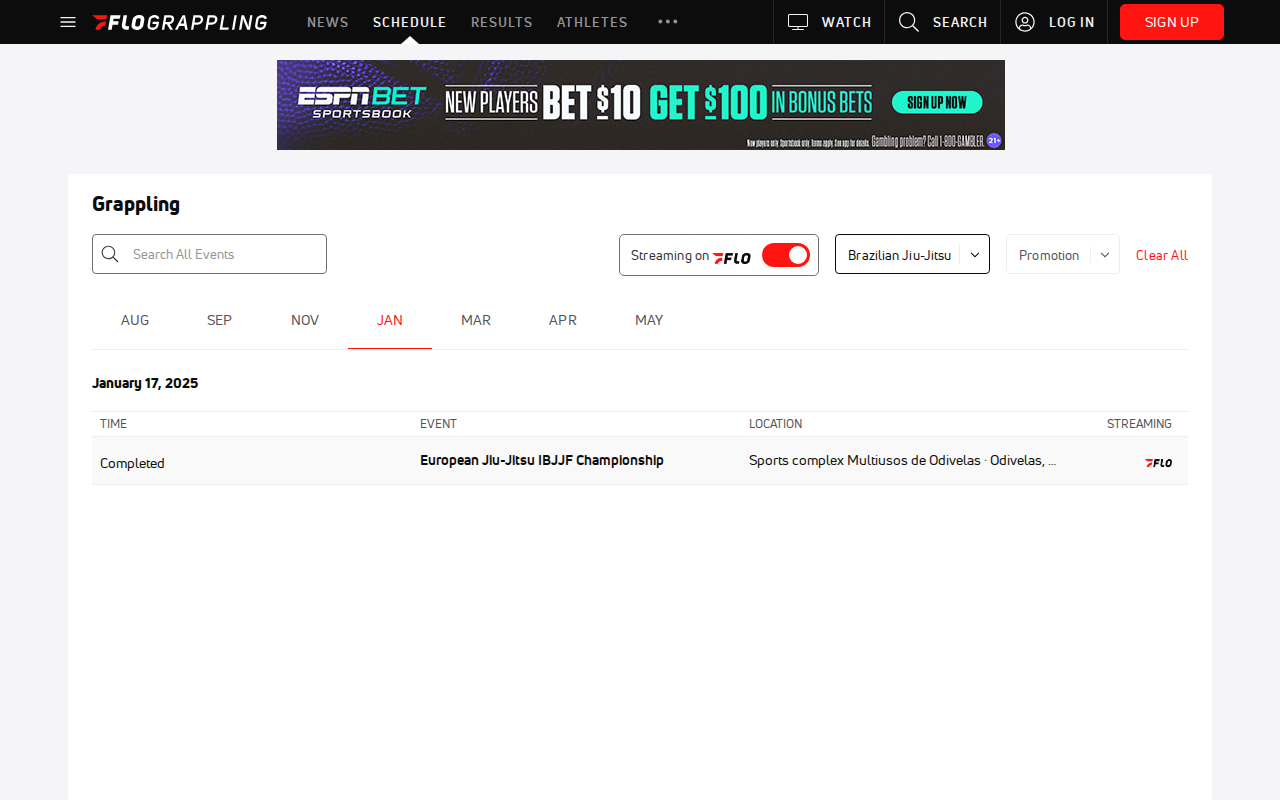 FLOGRAPPLING NEWS SCHEDULE RESULTS ATHLETES ••• WATCH SEARCH LOG IN SIGN UP
ESPN BET SPORTSBOOK NEW PLAYERS BET $10 GET $100 IN BONUS BETS SIGN UP NOW
New players only. Sportsbook only. Terms apply. See app for details. Gambling problem? Call 1-800-GAMBLER. 21+
Grappling
Search All Events Streaming on FLO Brazilian Jiu-Jitsu Promotion Clear All
AUG SEP NOV JAN MAR APR MAY
January 17, 2025
TIME EVENT LOCATION STREAMING
Completed European Jiu-Jitsu IBJJF Championship Sports complex Multiusos de Odivelas · Odivelas, ... FLO